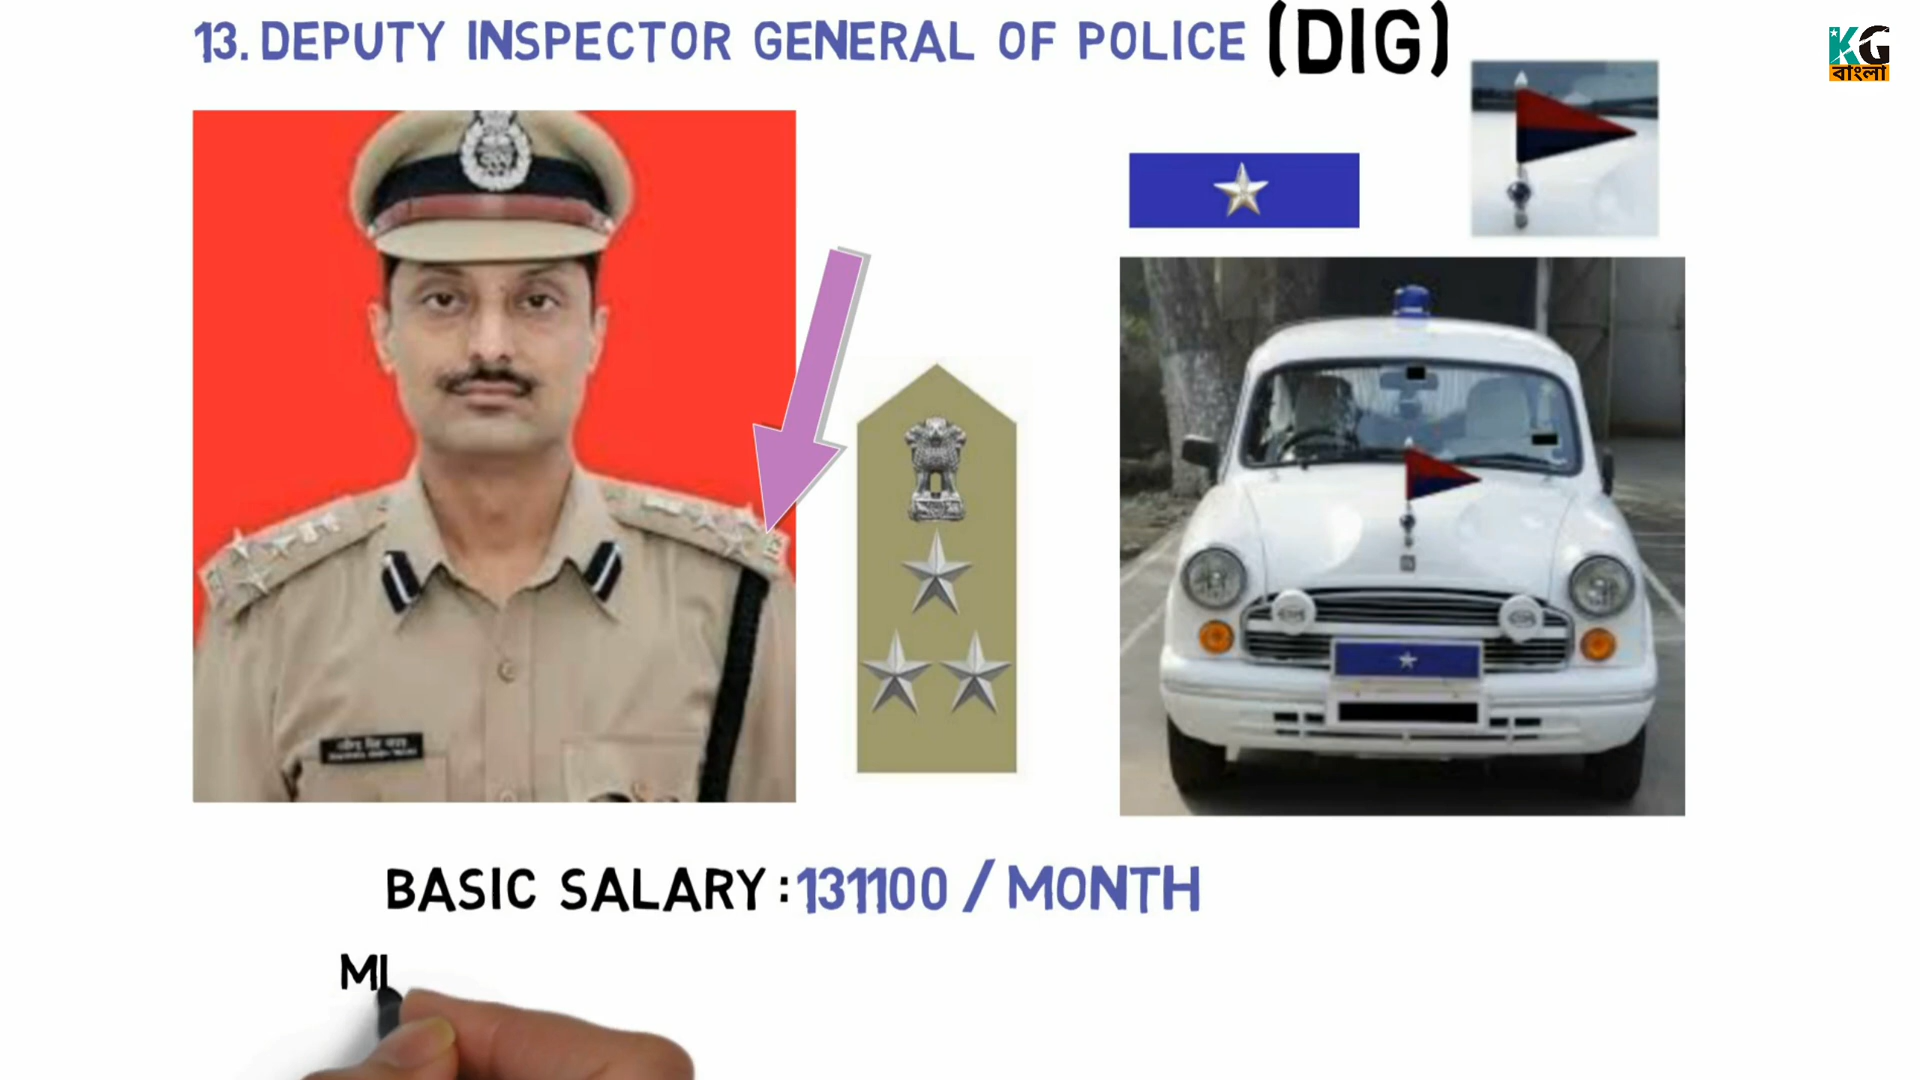 13. DEPUTY INSPECTOR GENERAL OF POLICE (DIG)
KG
বাংলা
BASIC SALARY : 131100 / MONTH
MI